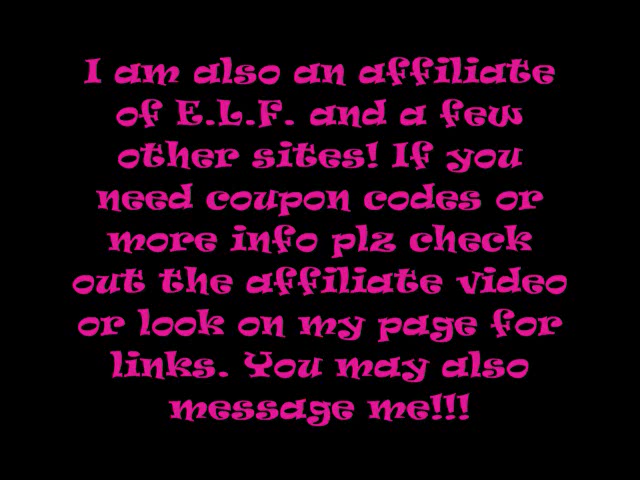 I am also an affiliate
of E.L.F. and a few
other sites! If you
need coupon codes or
more info plz check
out the affiliate video
or look on my page for
links. You may also
message me!!!